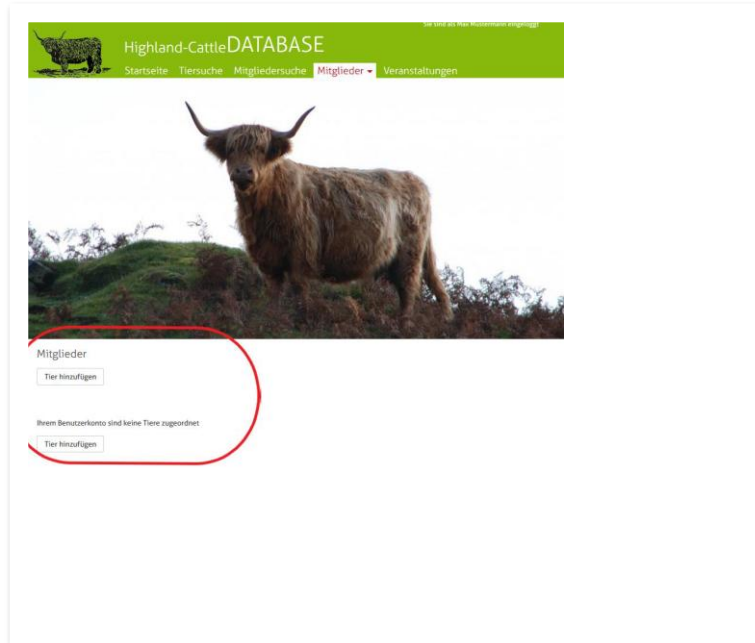 Sie sind als Max Mustermann eingeloggt
Highland-CattleDATABASE
Startseite Tiersuche Mitgliedersuche Mitglieder Veranstaltungen
Mitglieder
Tier hinzufügen
Ihrem Benutzerkonto sind keine Tiere zugeordnet
Tier hinzufügen